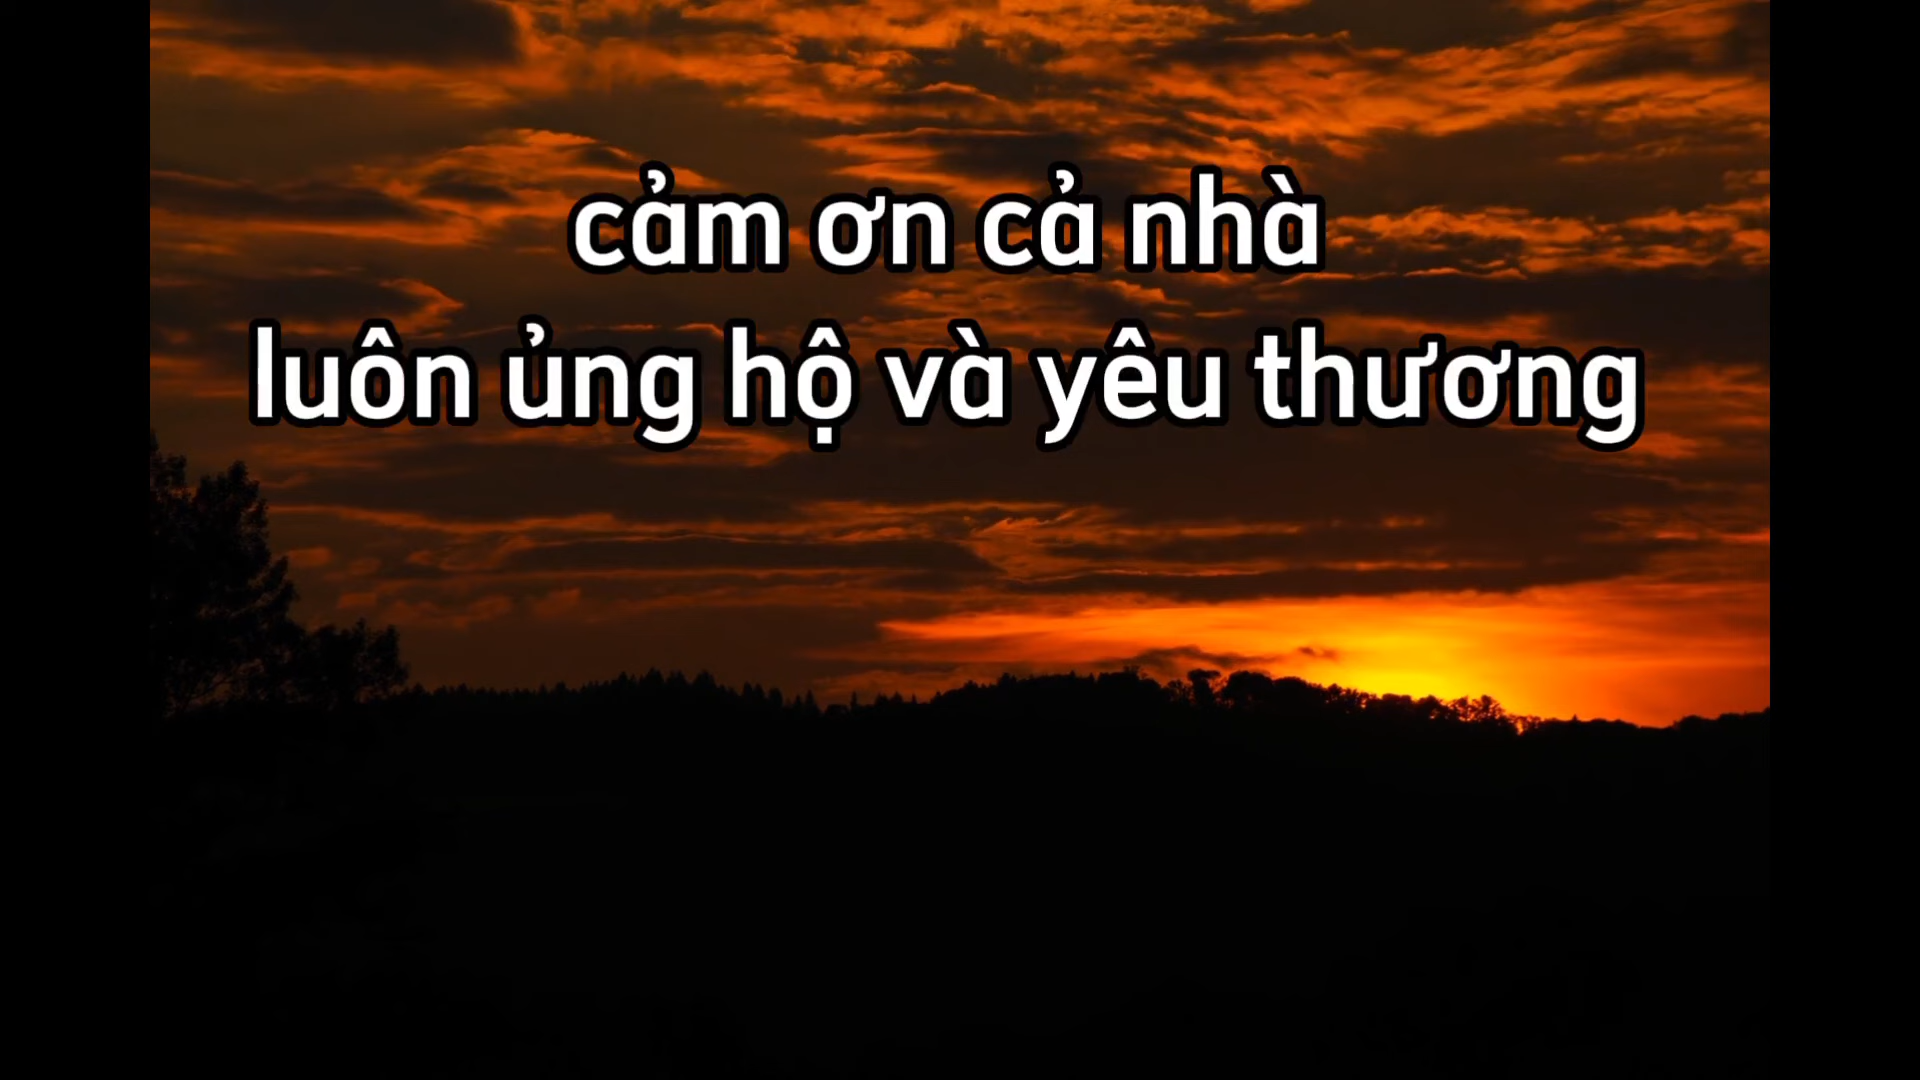 cảm ơn cả nhà
luôn ủng hộ và yêu thương